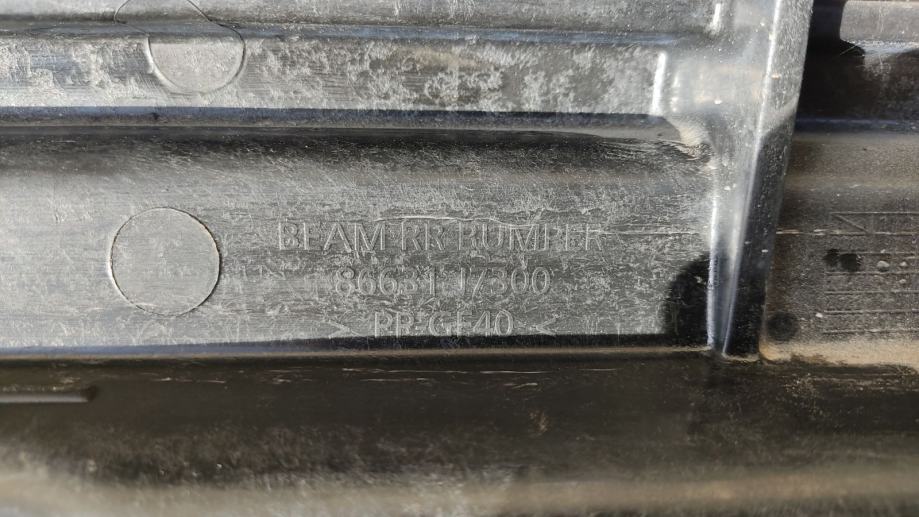 BEAM RR BUMPER
86631-J7300
> PP-GF40 <